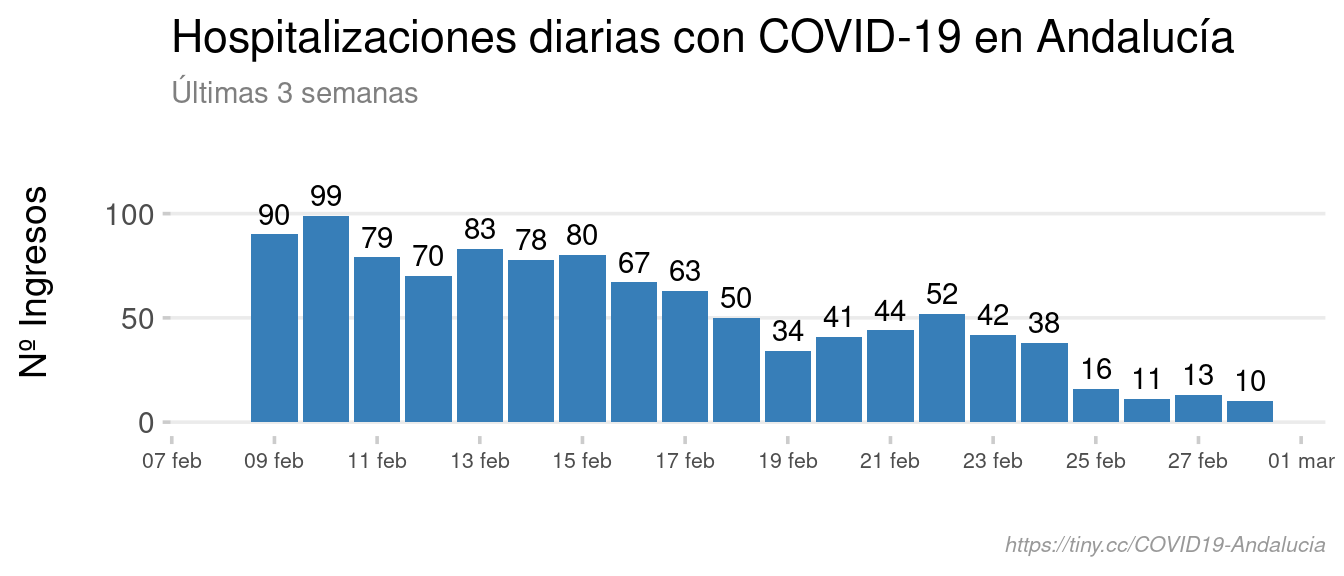 Hospitalizaciones diarias con COVID-19 en Andalucía
Últimas 3 semanas
Nº Ingresos
100
50
0
90
99
79
70
83
78
80
67
63
50
34
41
44
52
42
38
16
11
13
10
07 feb
09 feb
11 feb
13 feb
15 feb
17 feb
19 feb
21 feb
23 feb
25 feb
27 feb
01 mar
https://tiny.cc/COVID19-Andalucia